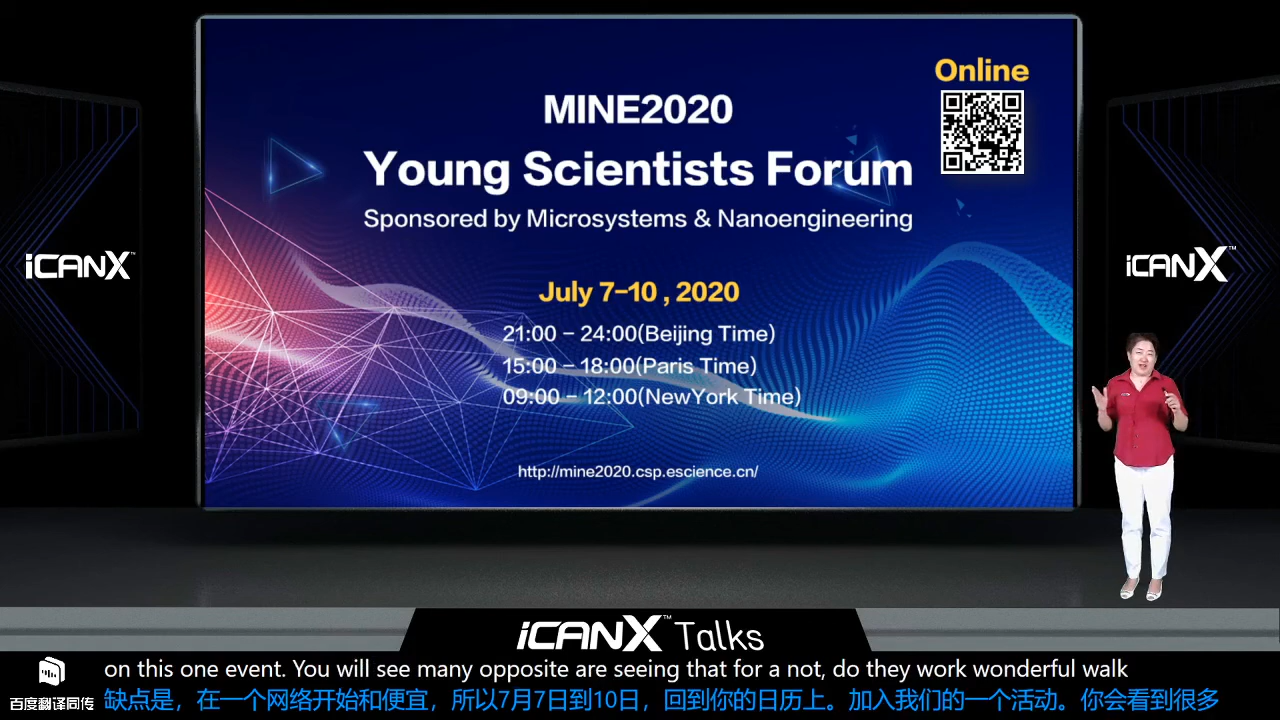 Online
MINE2020
Young Scientists Forum
Sponsored by Microsystems & Nanoengineering
July 7-10 , 2020
21:00 - 24:00(Beijing Time)
15:00 - 18:00(Paris Time)
09:00 - 12:00(NewYork Time)
http://mine2020.csp.escience.cn/
iCANX™
iCANX™
iCANX™ Talks
on this one event. You will see many opposite are seeing that for a not, do they work wonderful walk
百度翻译同传
缺点是，在一个网络开始和便宜，所以7月7日到10日，回到你的日历上。加入我们的一个活动。你会看到很多